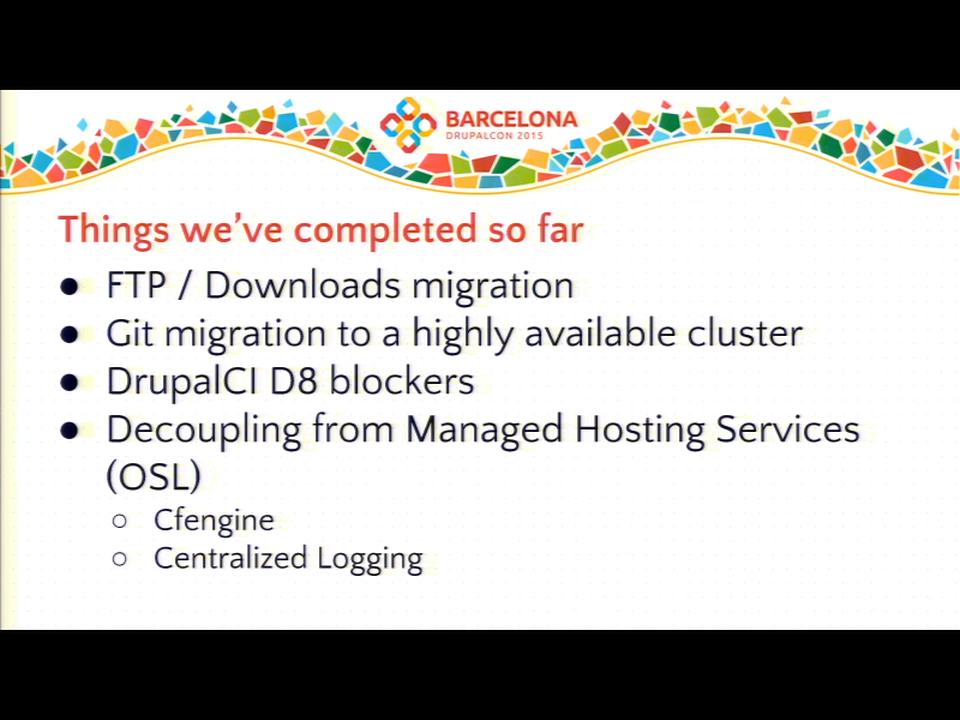 BARCELONA
DRUPALCON 2015
Things we've completed so far
● FTP / Downloads migration
● Git migration to a highly available cluster
● DrupalCI D8 blockers
● Decoupling from Managed Hosting Services
(OSL)
○ Cfengine
○ Centralized Logging